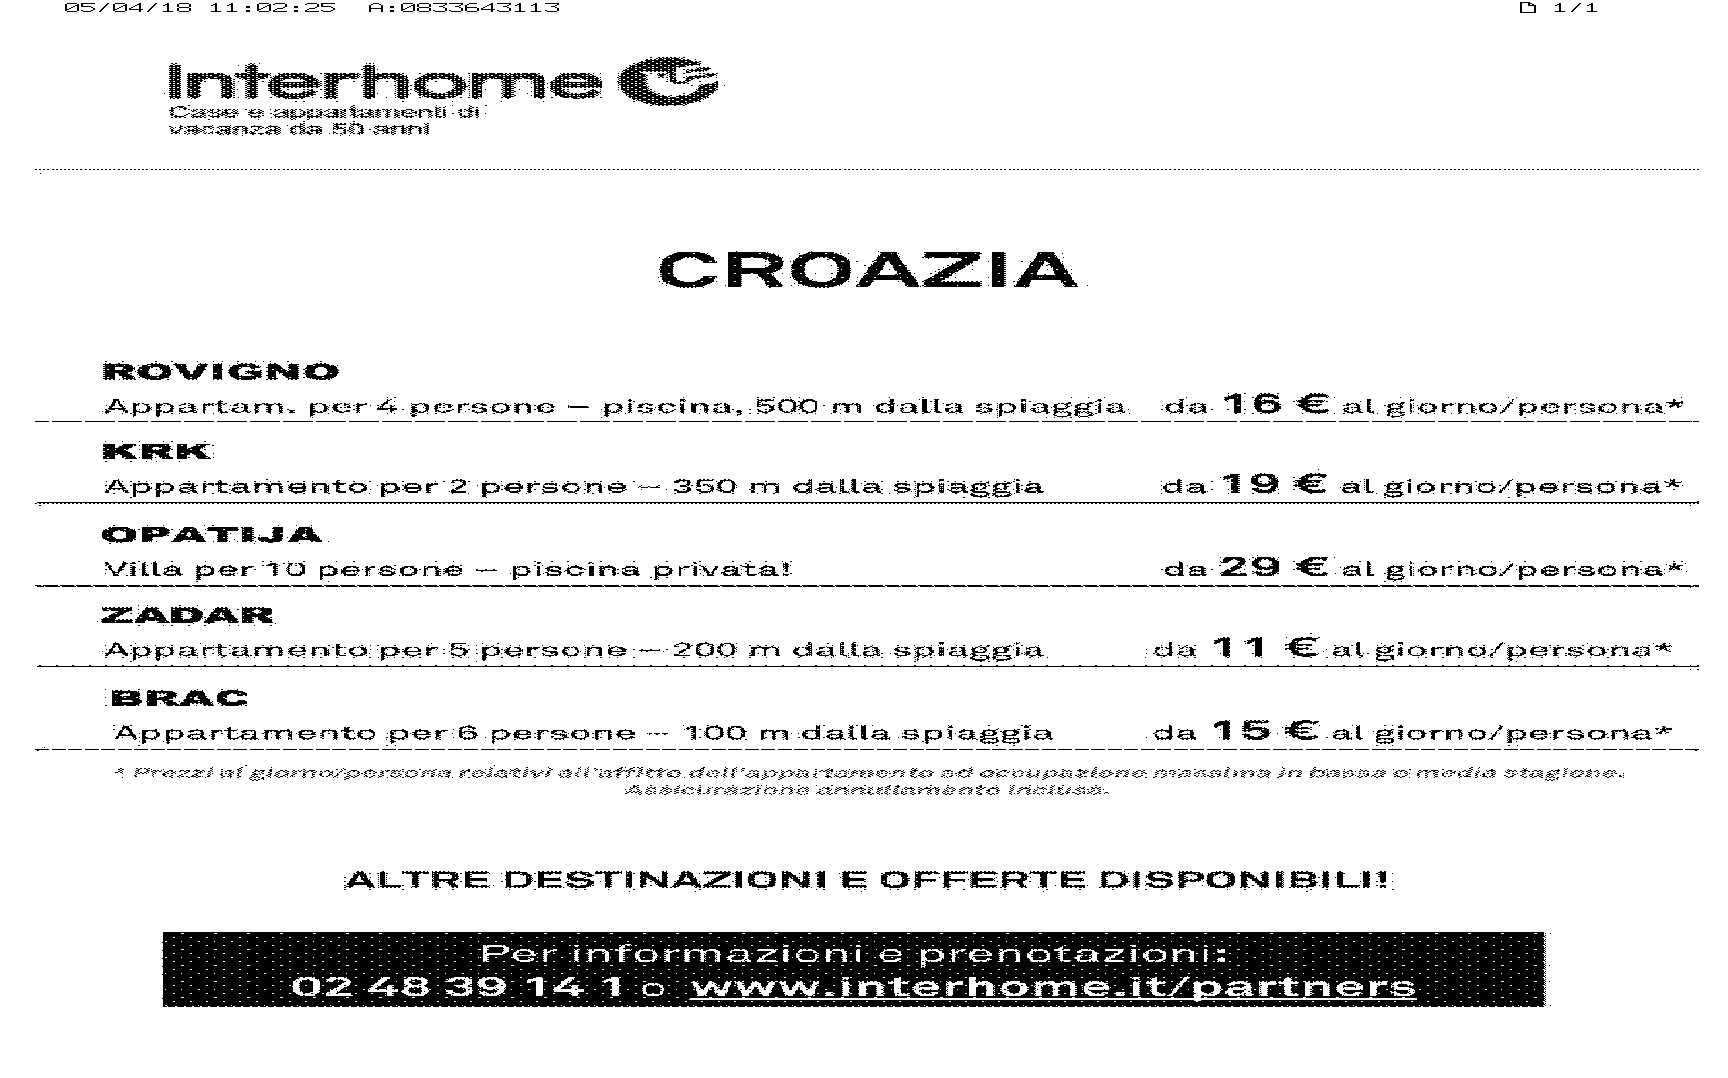 05/04/18 11:02:25 A:0833643113 1/1
Interhome
Case e appartamenti di
vacanza da 50 anni
CROAZIA
ROVIGNO
Appartam. per 4 persone – piscina, 500 m dalla spiaggia da 16 € al giorno/persona*
KRK
Appartamento per 2 persone – 350 m dalla spiaggia da 19 € al giorno/persona*
OPATIJA
Villa per 10 persone – piscina privata! da 29 € al giorno/persona*
ZADAR
Appartamento per 5 persone – 200 m dalla spiaggia da 11 € al giorno/persona*
BRAC
Appartamento per 6 persone – 100 m dalla spiaggia da 15 € al giorno/persona*
* Prezzi al giorno/persona relativi all'affitto dell'appartamento ad occupazione massima in bassa o media stagione.
Assicurazione annullamento inclusa.
ALTRE DESTINAZIONI E OFFERTE DISPONIBILI!
Per informazioni e prenotazioni:
02 48 39 14 1 o www.interhome.it/partners